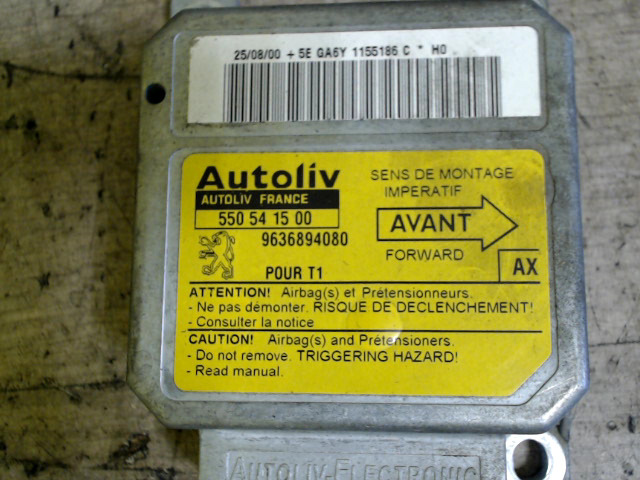 25/08/00 + 5E GA6Y 1155186 C * H0
Autoliv
AUTOLIV FRANCE
550 54 15 00
9636894080
POUR T1
SENS DE MONTAGE
IMPERATIF
AVANT
FORWARD
AX
ATTENTION! Airbag(s) et Prétensionneurs.
- Ne pas démonter. RISQUE DE DECLENCHEMENT!
- Consulter la notice
CAUTION! Airbag(s) and Prétensioners.
- Do not remove. TRIGGERING HAZARD!
- Read manual.
AUTOLIV-ELECTRONIC